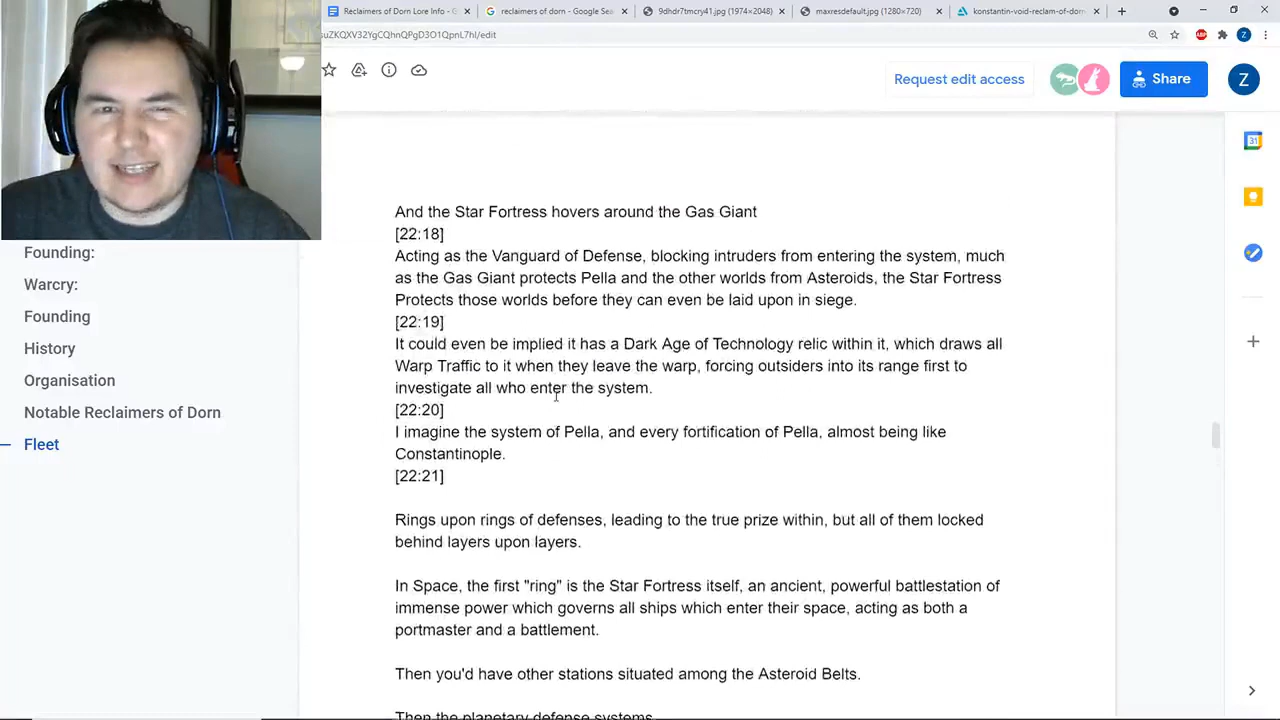 Reclaimers of Dorn Lore Info - G
reclaimers of dorn - Google Sea
9dhdr7tmcry41.jpg (1974×2048)
maxresdefault.jpg (1280×720)
konstantin-void-reclam-of-dorn-
suZKQXV32YgCQhnQPgD3O1QpnL7hI/edit
ABP
Z
Request edit access
Share
Z
31
Founding:
Warcry:
Founding
History
Organisation
Notable Reclaimers of Dorn
Fleet
And the Star Fortress hovers around the Gas Giant
[22:18]
Acting as the Vanguard of Defense, blocking intruders from entering the system, much
as the Gas Giant protects Pella and the other worlds from Asteroids, the Star Fortress
Protects those worlds before they can even be laid upon in siege.
[22:19]
It could even be implied it has a Dark Age of Technology relic within it, which draws all
Warp Traffic to it when they leave the warp, forcing outsiders into its range first to
investigate all who enter the system.
[22:20]
I imagine the system of Pella, and every fortification of Pella, almost being like
Constantinople.
[22:21]
Rings upon rings of defenses, leading to the true prize within, but all of them locked
behind layers upon layers.
In Space, the first "ring" is the Star Fortress itself, an ancient, powerful battlestation of
immense power which governs all ships which enter their space, acting as both a
portmaster and a battlement.
Then you'd have other stations situated among the Asteroid Belts.
Then the planetary defense systems